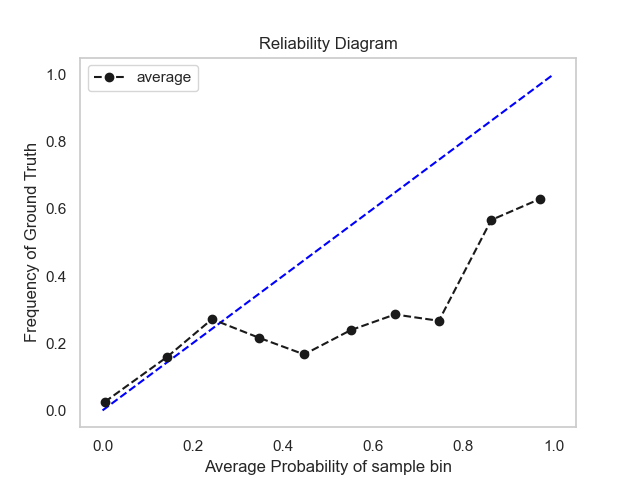 Reliability Diagram
average
1.0
0.8
0.6
0.4
0.2
0.0
Frequency of Ground Truth
0.0 0.2 0.4 0.6 0.8 1.0
Average Probability of sample bin